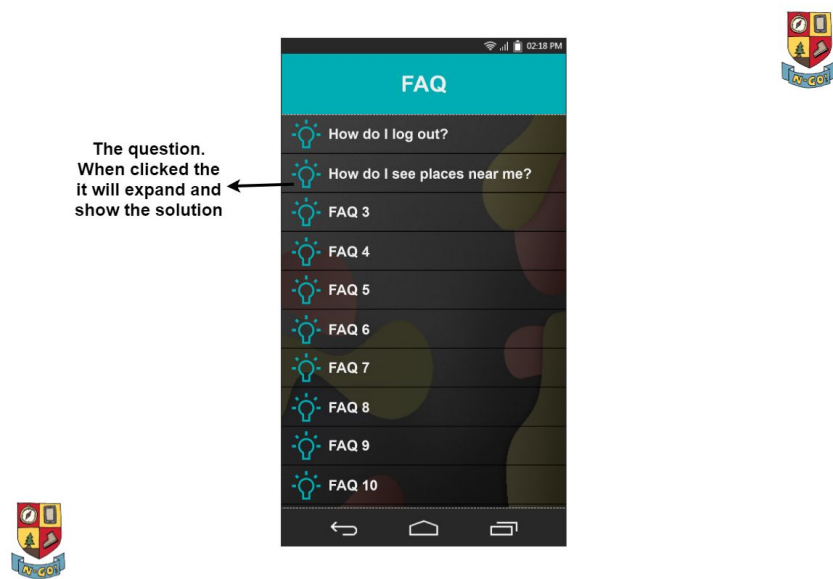 02:18 PM
FAQ
How do I log out?
The question.
When clicked the
it will expand and
show the solution
How do I see places near me?
FAQ 3
FAQ 4
FAQ 5
FAQ 6
FAQ 7
FAQ 8
FAQ 9
FAQ 10
N-GO!
N-GO!